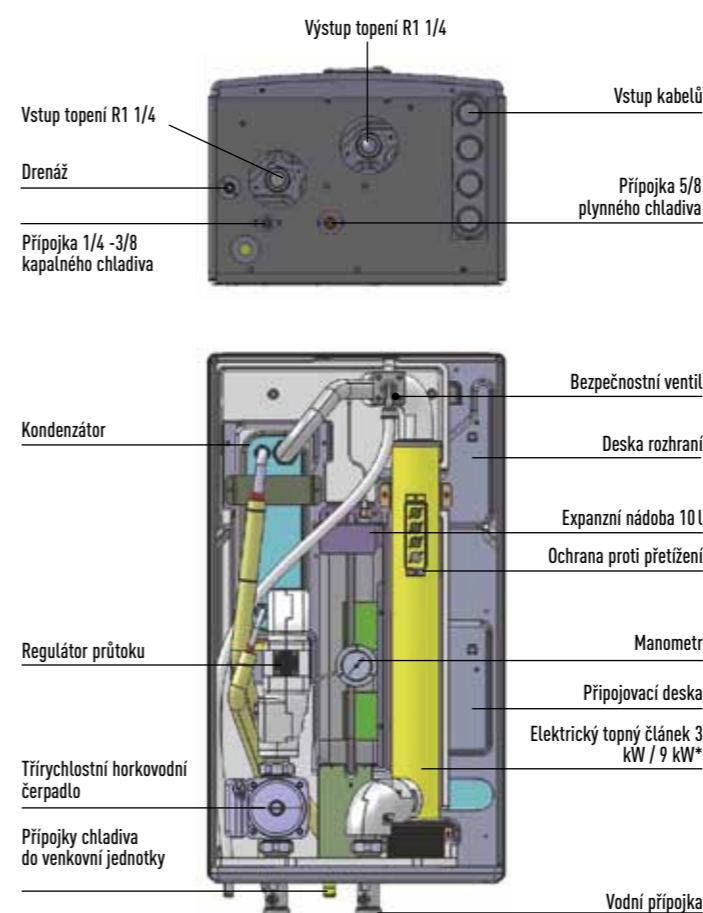 Výstup topení R1 1/4
Vstup topení R1 1/4
Vstup kabelů
Drenáž
Přípojka 5/8
plynného chladiva
Přípojka 1/4 -3/8
kapalného chladiva
Bezpečnostní ventil
Kondenzátor
Deska rozhraní
Expanzní nádoba 10 l
Ochrana proti přetížení
Regulátor průtoku
Manometr
Připojovací deska
Elektrický topný článek 3
kW / 9 kW*
Třírychlostní horkovodní
čerpadlo
Přípojky chladiva
do venkovní jednotky
Vodní přípojka